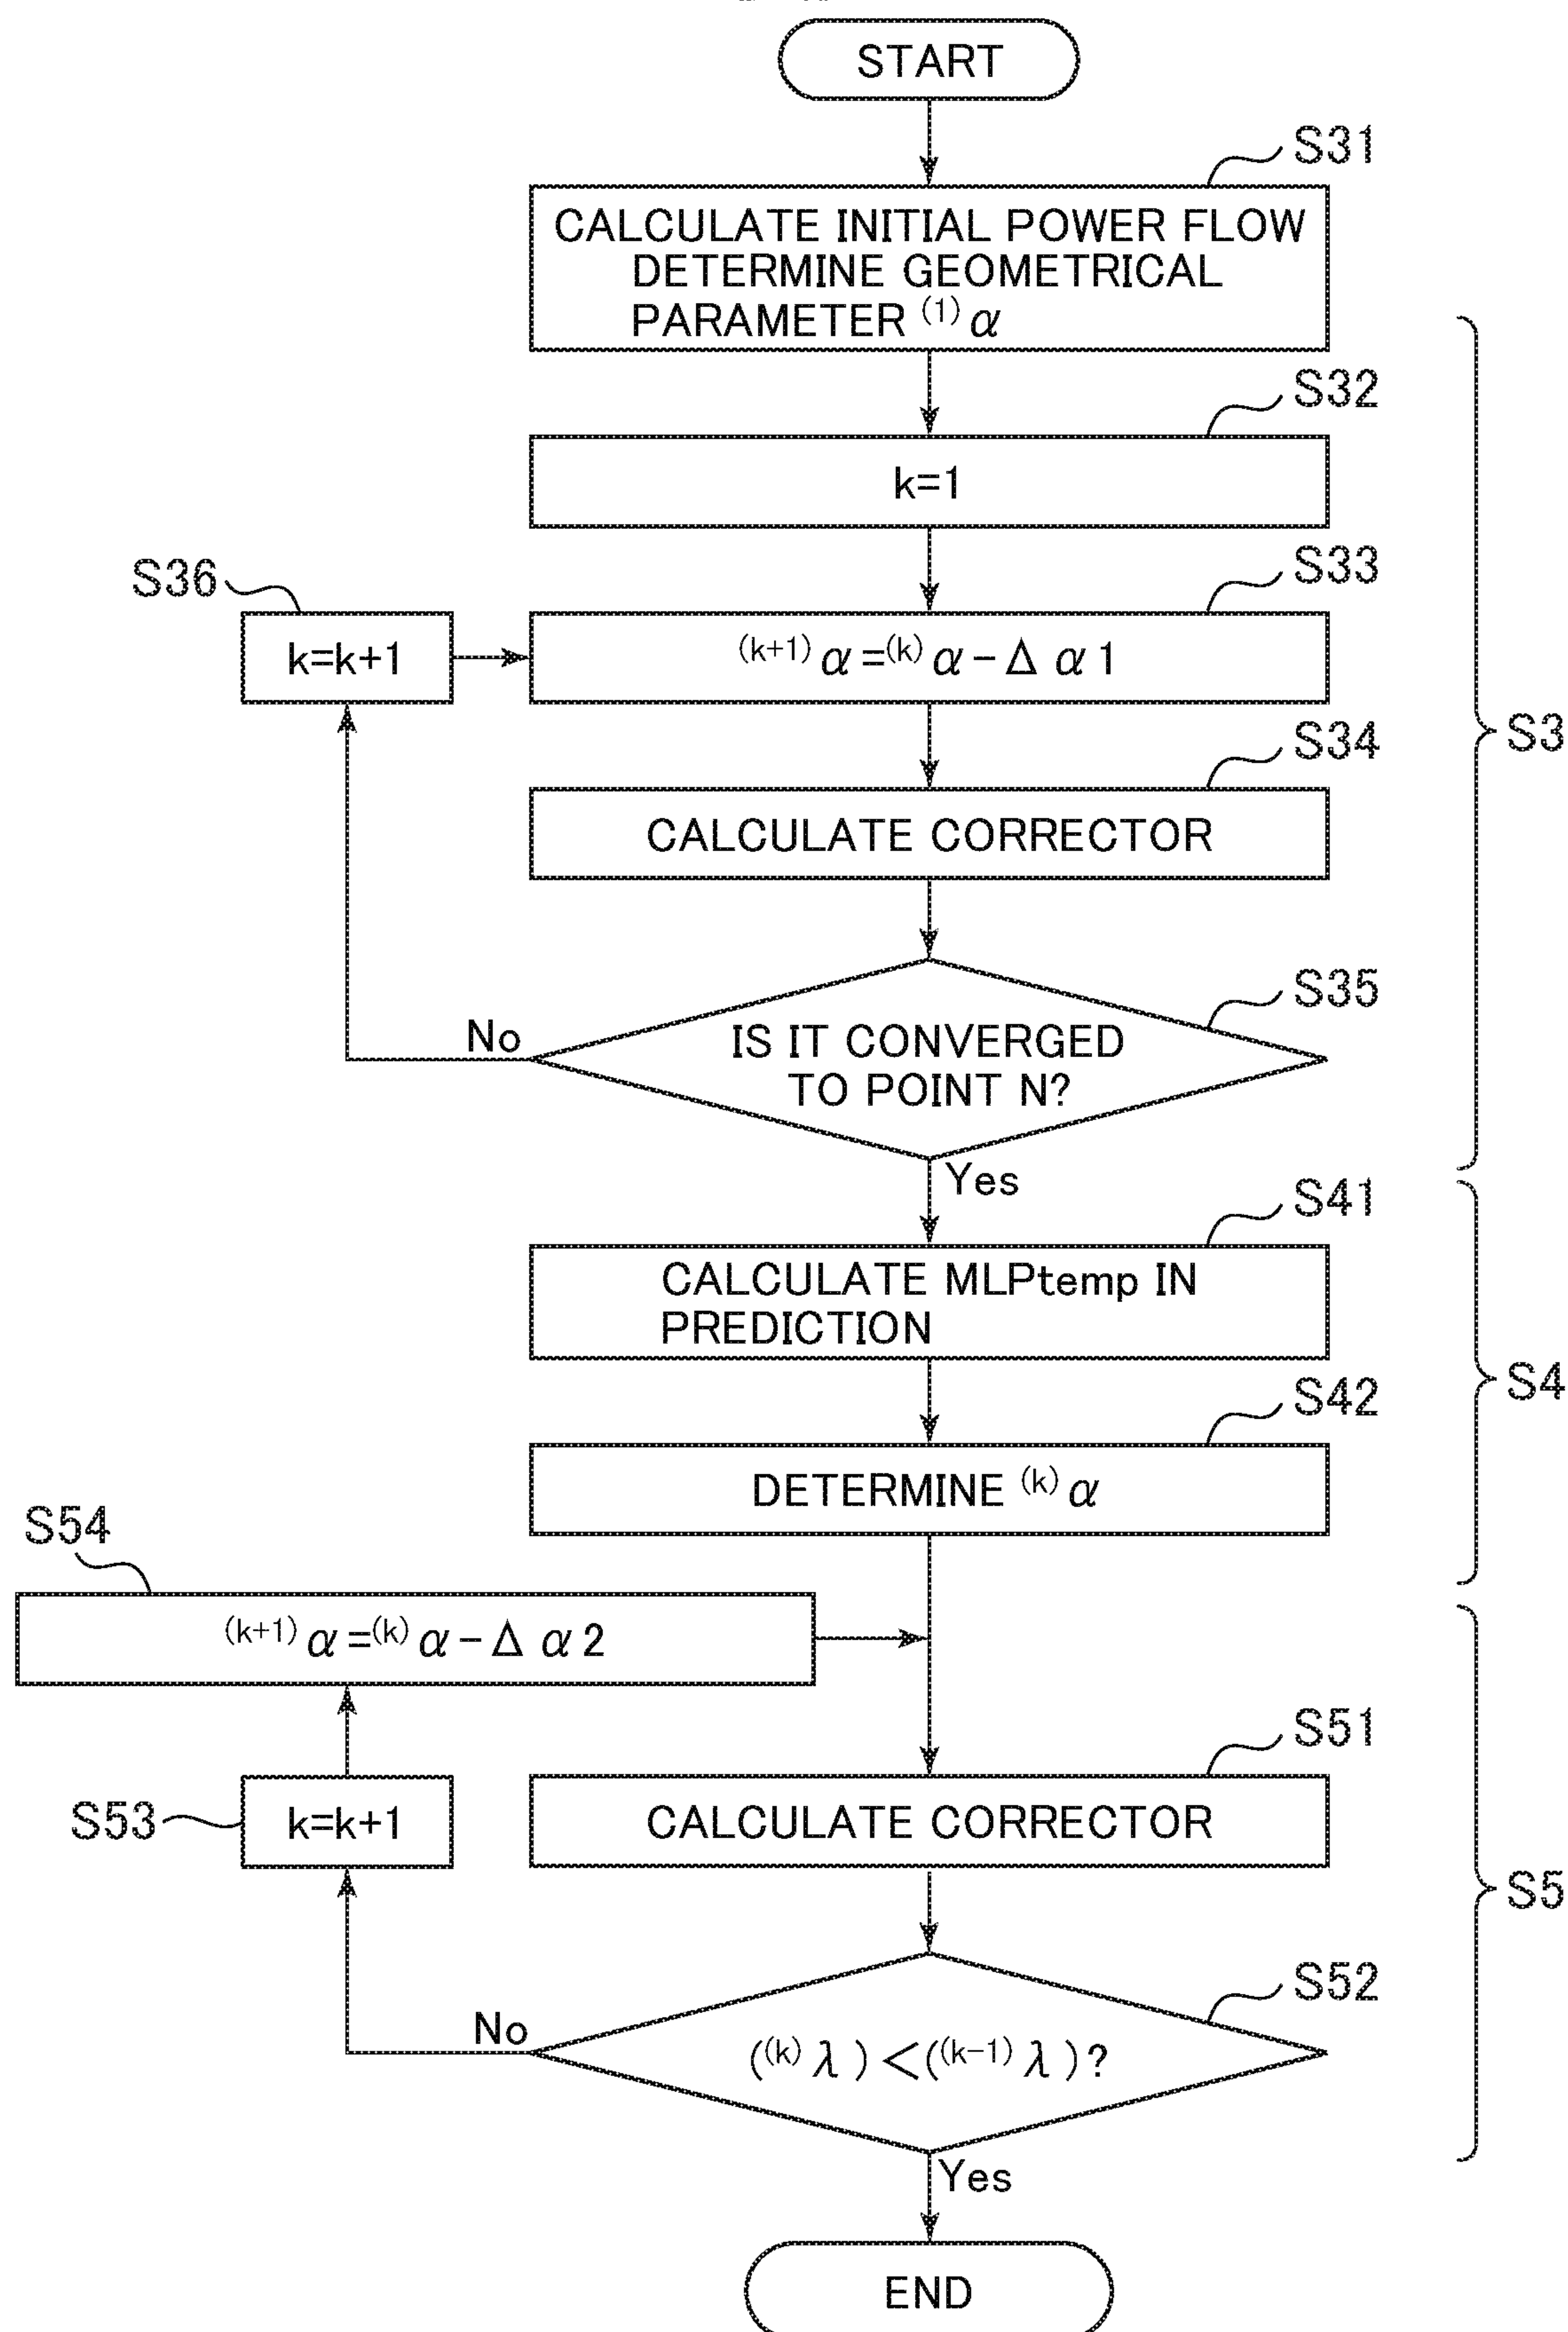 START
S31
CALCULATE INITIAL POWER FLOW
DETERMINE GEOMETRICAL
PARAMETER (1) α
S32
k=1
S36
S33
k=k+1
(k+1) α =(k) α - Δ α 1
S3
S34
CALCULATE CORRECTOR
S35
No
IS IT CONVERGED
TO POINT N?
Yes
S41
CALCULATE MLPtemp IN
PREDICTION
S4
S42
DETERMINE (k) α
S54
(k+1) α =(k) α - Δ α 2
S51
S53
k=k+1
CALCULATE CORRECTOR
S5
S52
No
((k) λ ) < ((k-1) λ )?
Yes
END